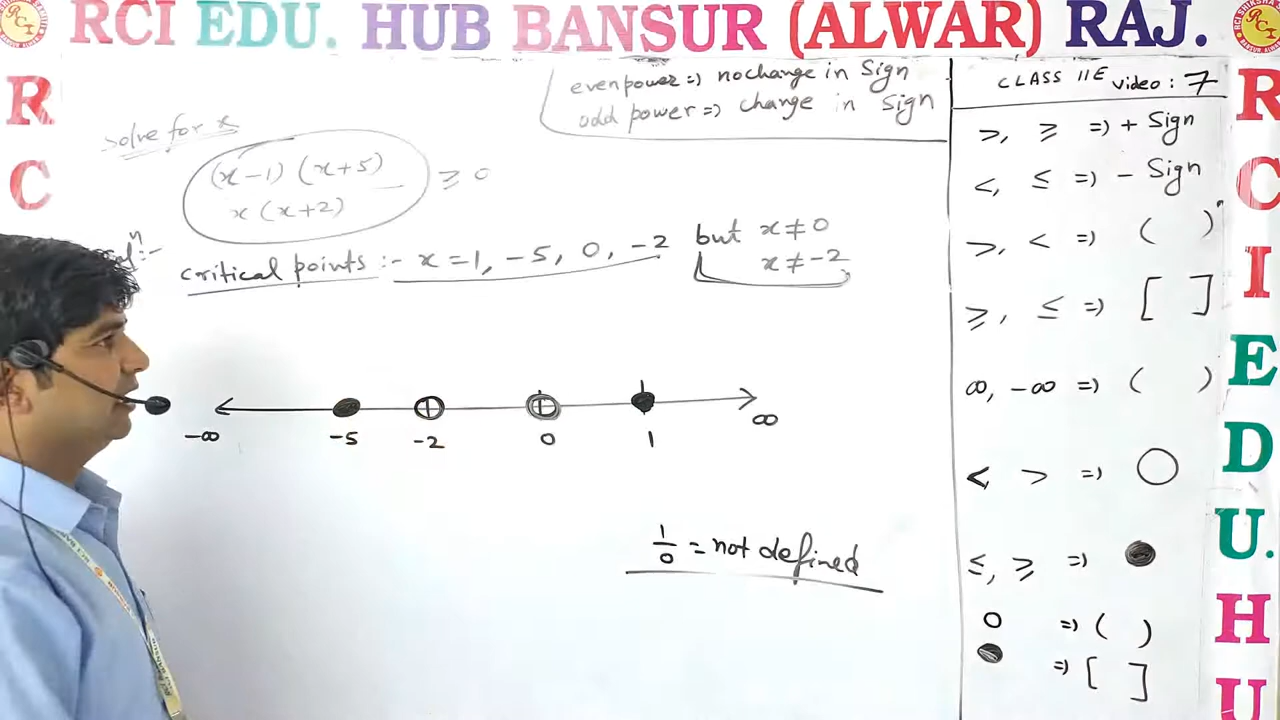 RCI EDU. HUB BANSUR (ALWAR) RAJ.
R
C
R
C
I
E
D
U.
H
U
even power => no change in Sign
odd power => change in Sign
Solve for x
(x-1) (x+5)
x (x+2)
≥ 0
Solⁿ:-
critical points :- x = 1, -5, 0, -2 but x ≠ 0
x ≠ -2
-∞ -5 -2 0 1 ∞
1/0 = not defined
CLASS 11E video : 7
>, ≥ => + Sign
<, ≤ => - Sign
>, < => ( )
≥, ≤ => [ ]
∞, -∞ => ( )
< > => ○
≤, ≥ => ●
○ => ( )
● => [ ]